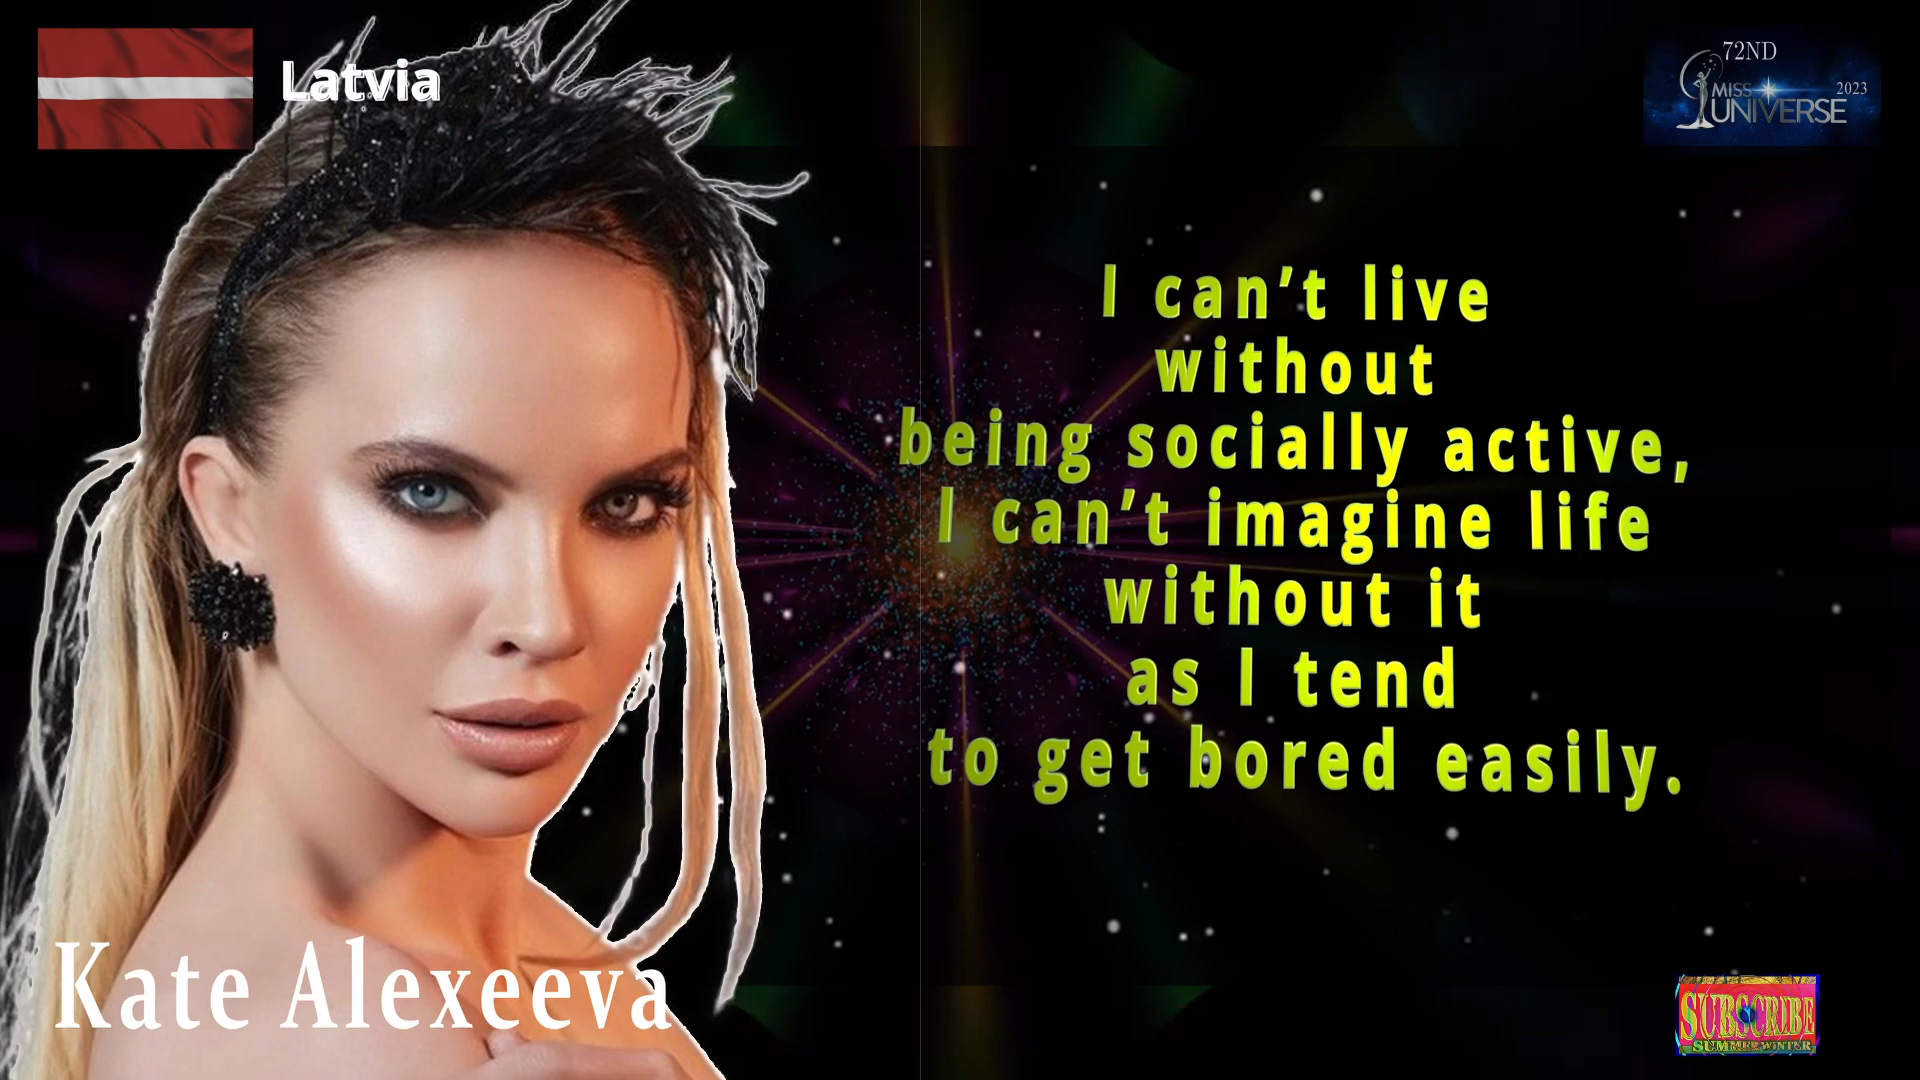 Latvia
72ND
MISS
2023
UNIVERSE
I can’t live
without
being socially active,
I can’t imagine life
without it
as I tend
to get bored easily.
Kate Alexeeva
SUBSCRIBE
SUMMERWINTER